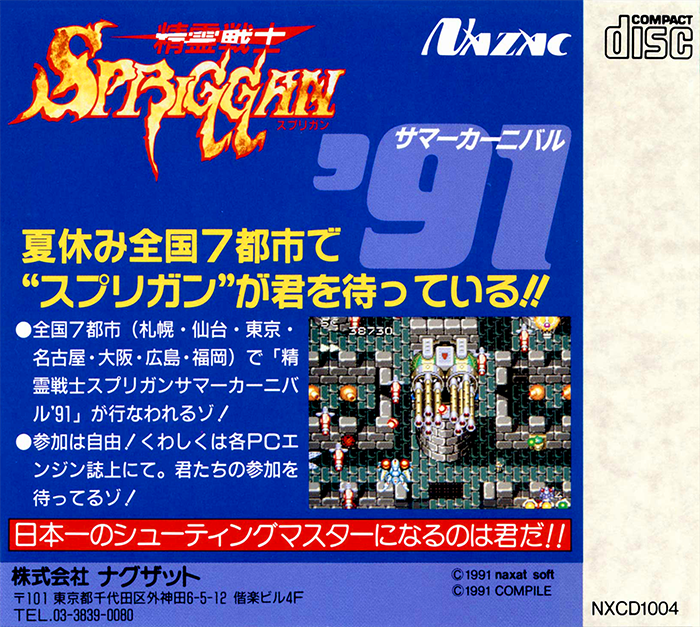 精霊戦士
SPRIGGAN
スプリガン
NAZAC
COMPACT
disc
サマーカーニバル
'91
夏休み全国7都市で
“スプリガン”が君を待っている!!
●全国7都市（札幌・仙台・東京・
名古屋・大阪・広島・福岡）で「精
霊戦士スプリガンサマーカーニバ
ル'91」が行なわれるゾ!
●参加は自由!くわしくは各PCエ
ンジン誌上にて。君たちの参加を
待ってるゾ!
SC 38730
日本一のシューティングマスターになるのは君だ!!
株式会社 ナグザット
〒101 東京都千代田区外神田6-5-12 偕楽ビル4F
TEL.03-3839-0080
©1991 naxat soft
©1991 COMPILE
NXCD1004